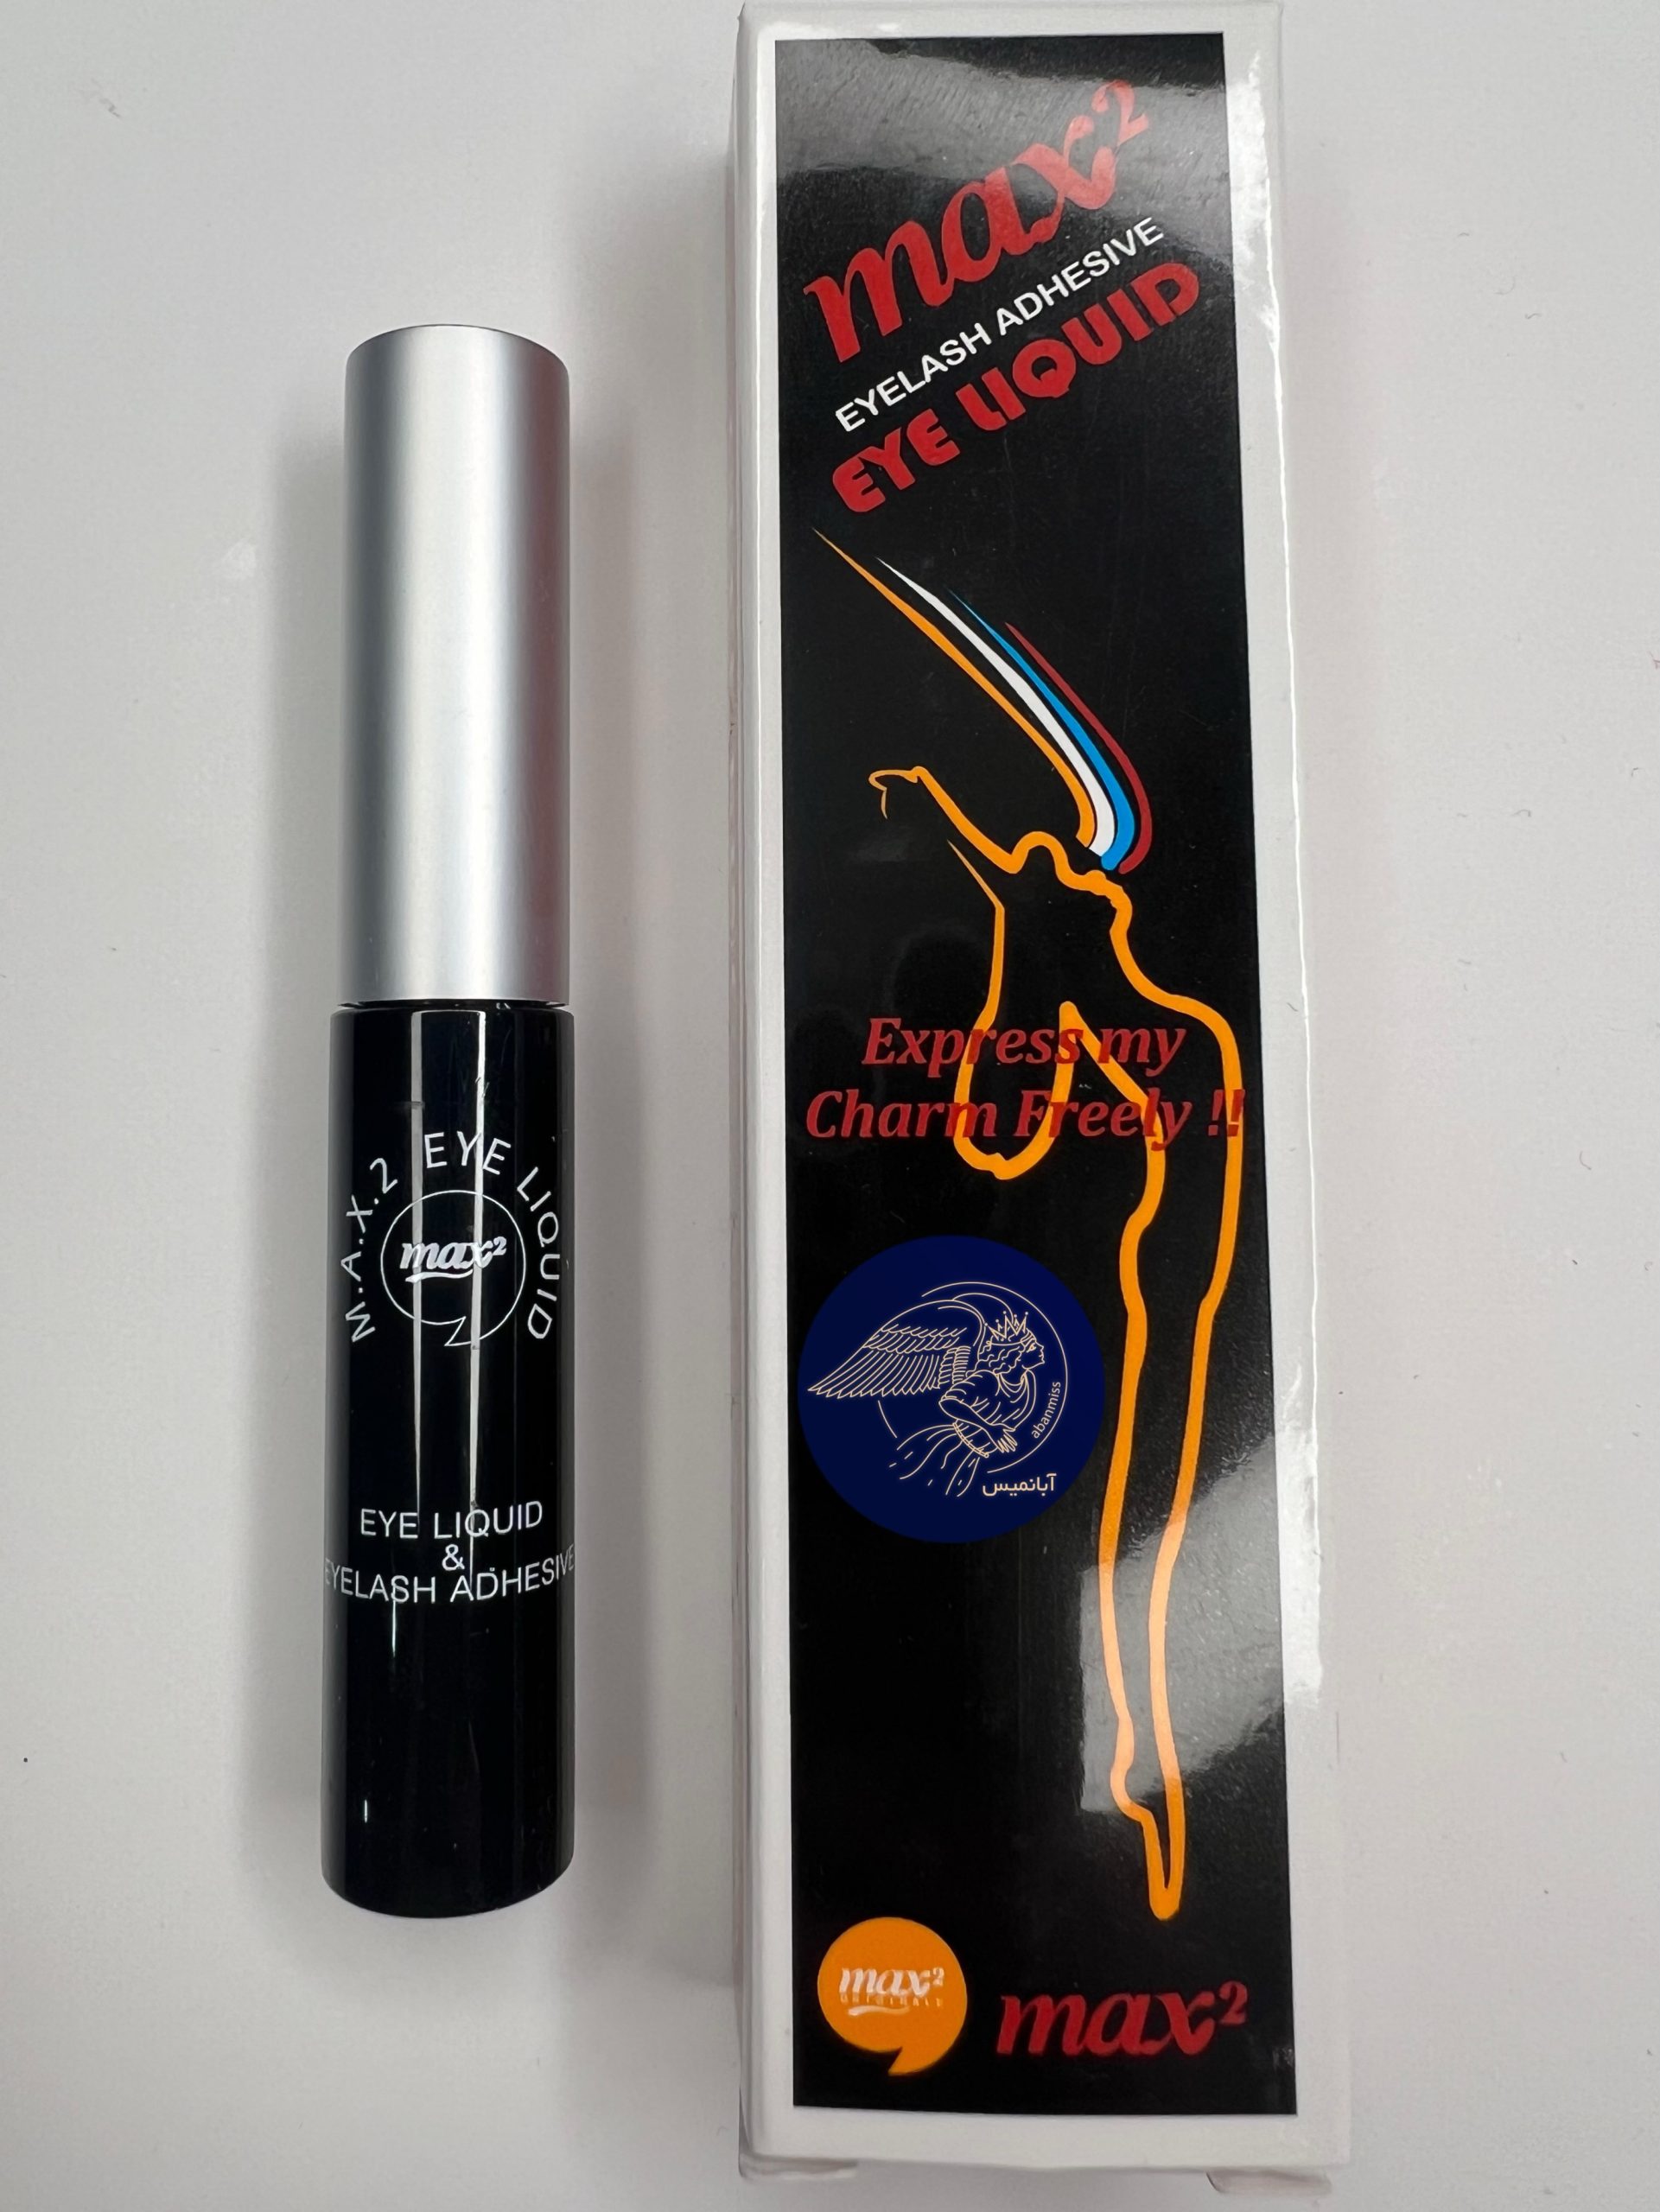 max²
EYELASH ADHESIVE
EYE LIQUID
Express my
Charm Freely !!
abanmiss
آبانمیس
max²
ORIGINALS
max²
M.A.X.2 EYE LIQUID
max²
EYE LIQUID
&
EYELASH ADHESIVE